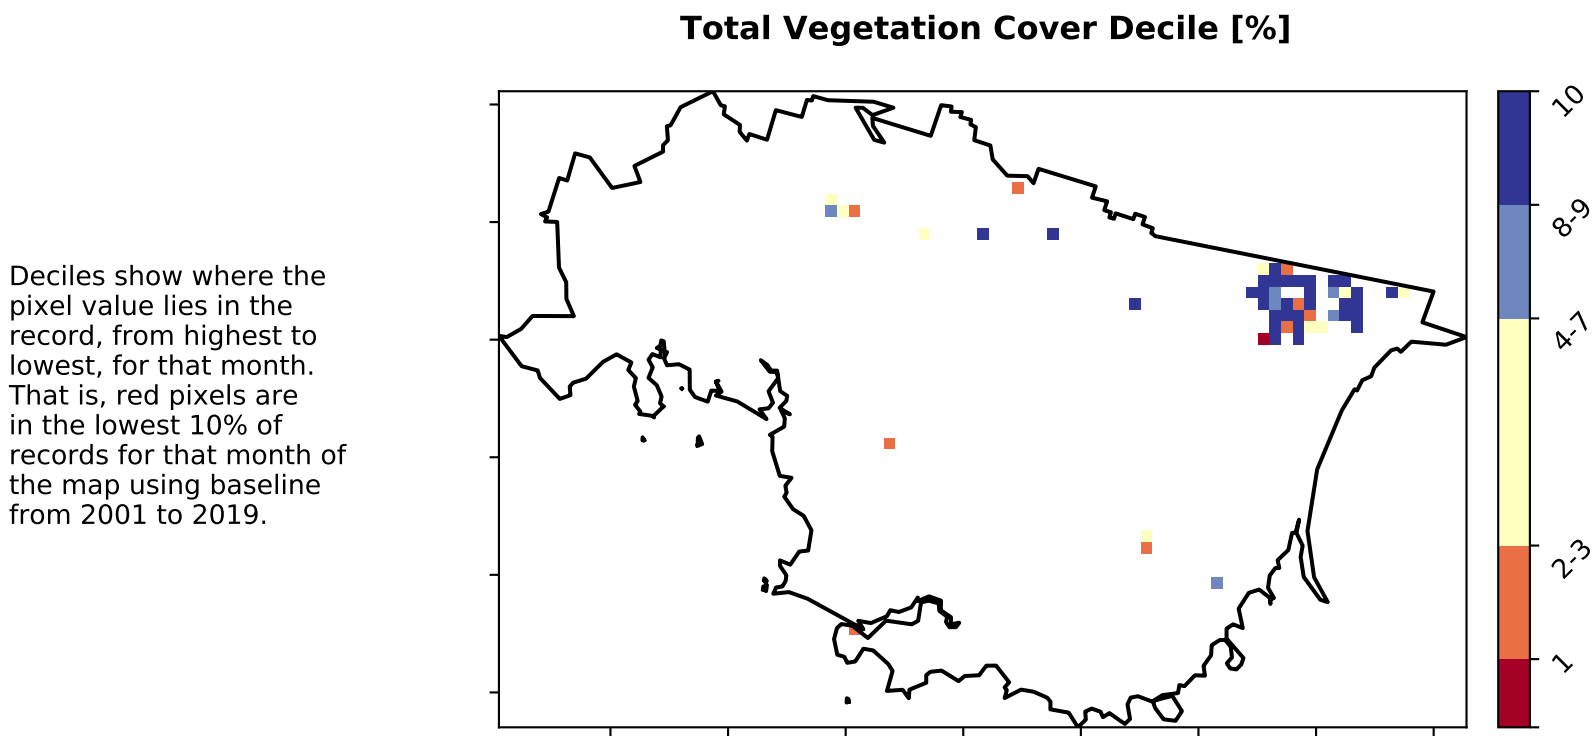 Total Vegetation Cover Decile [%]
Deciles show where the
pixel value lies in the
record, from highest to
lowest, for that month.
That is, red pixels are
in the lowest 10% of
records for that month of
the map using baseline
from 2001 to 2019.
10
8-9
4-7
2-3
1